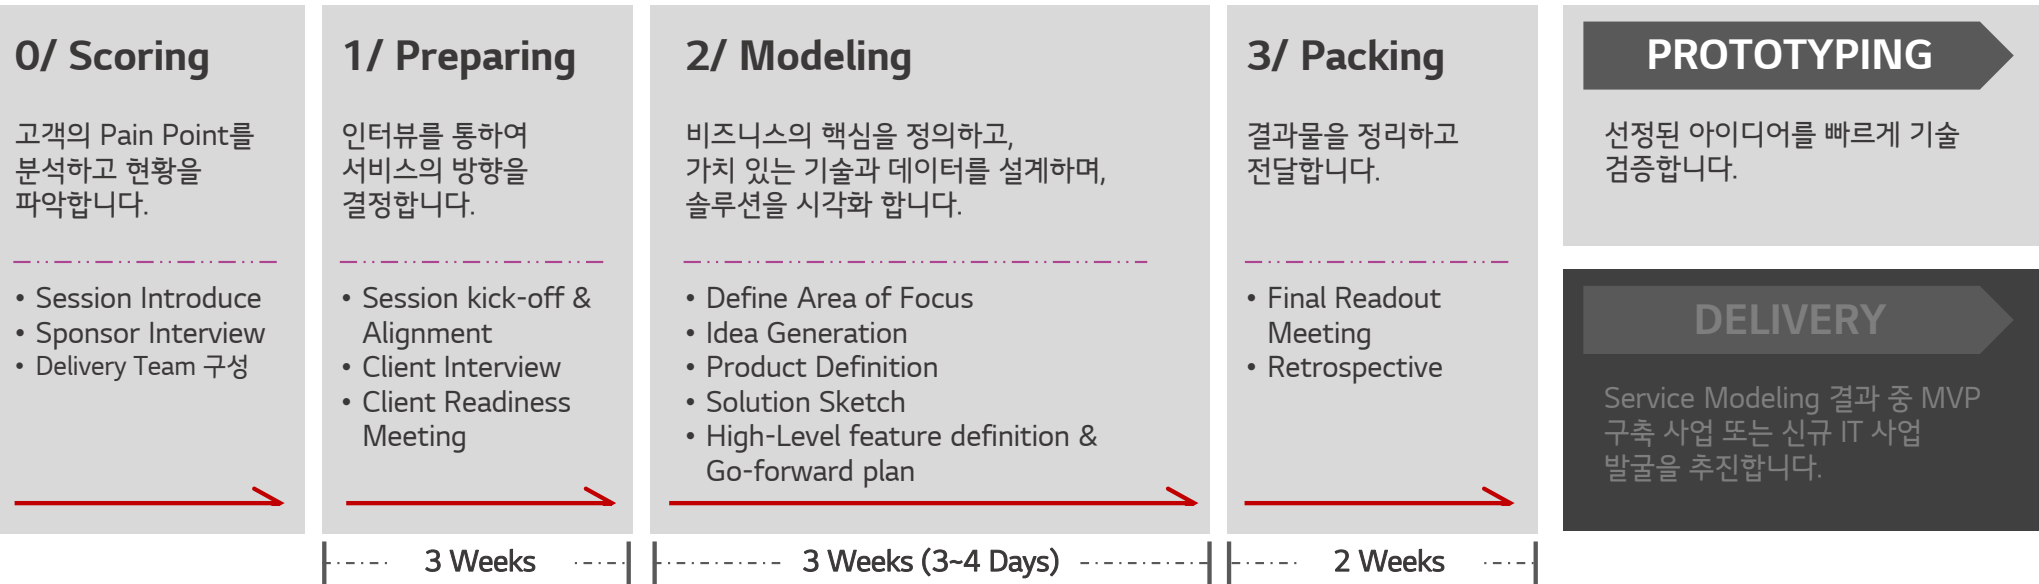 0/ Scoring
고객의 Pain Point를
분석하고 현황을
파악합니다.
• Session Introduce
• Sponsor Interview
• Delivery Team 구성
1/ Preparing
인터뷰를 통하여
서비스의 방향을
결정합니다.
• Session kick-off &
Alignment
• Client Interview
• Client Readiness
Meeting
3 Weeks
2/ Modeling
비즈니스의 핵심을 정의하고,
가치 있는 기술과 데이터를 설계하며,
솔루션을 시각화 합니다.
• Define Area of Focus
• Idea Generation
• Product Definition
• Solution Sketch
• High-Level feature definition &
Go-forward plan
3 Weeks (3~4 Days)
3/ Packing
결과물을 정리하고
전달합니다.
• Final Readout
Meeting
• Retrospective
2 Weeks
PROTOTYPING
선정된 아이디어를 빠르게 기술
검증합니다.
DELIVERY
Service Modeling 결과 중 MVP
구축 사업 또는 신규 IT 사업
발굴을 추진합니다.